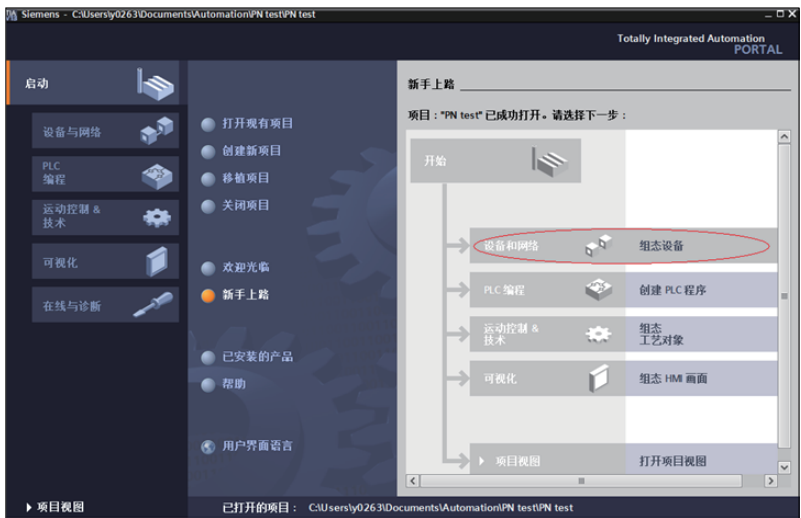 Siemens - C:\Users\y0263\Documents\Automation\PN test\PN test
Totally Integrated Automation
PORTAL
启动
设备与网络
PLC
编程
运动控制 &
技术
可视化
在线与诊断
打开现有项目
创建新项目
移植项目
关闭项目
欢迎光临
新手上路
已安装的产品
帮助
用户界面语言
新手上路
项目："PN test" 已成功打开。请选择下一步：
开始
设备和网络
组态设备
PLC 编程
创建 PLC 程序
运动控制 &
技术
组态
工艺对象
可视化
组态 HMI 画面
项目视图
打开项目视图
项目视图
已打开的项目： C:\Users\y0263\Documents\Automation\PN test\PN test